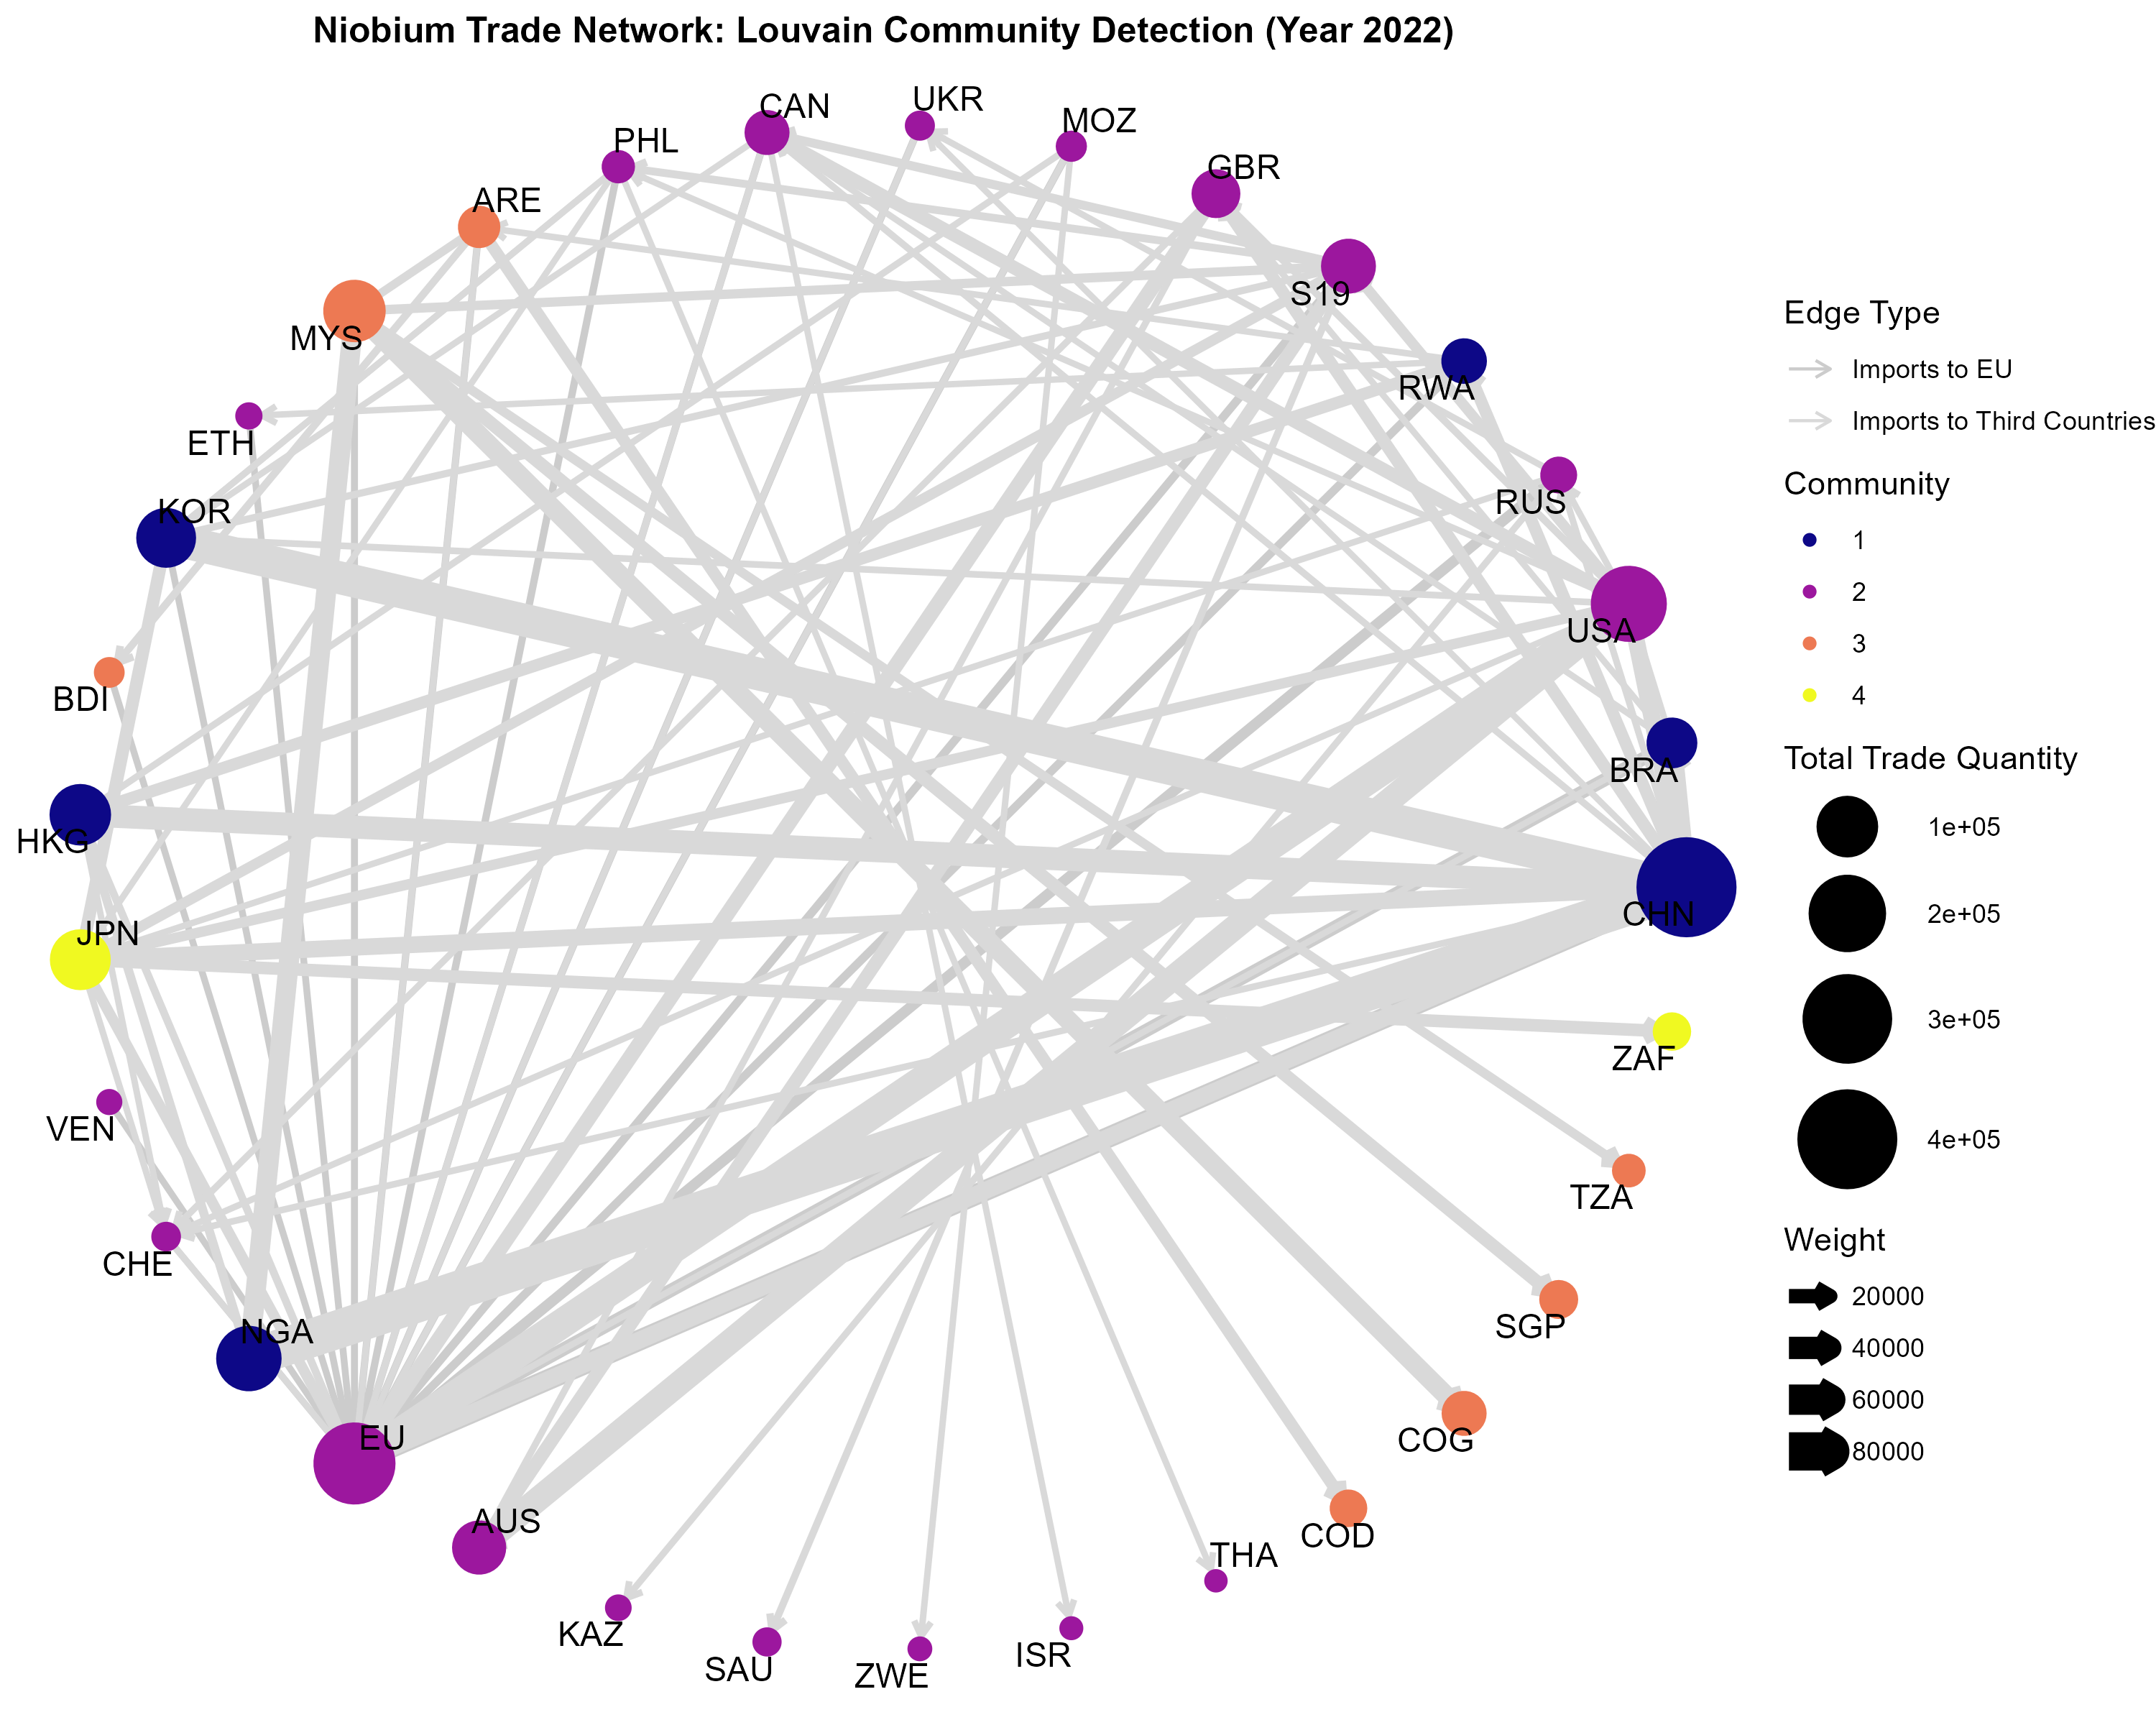 Niobium Trade Network: Louvain Community Detection (Year 2022)
CAN
UKR
MOZ
PHL
GBR
ARE
S19
MYS
RWA
ETH
KOR
RUS
USA
BDI
BRA
HKG
JPN
CHN
ZAF
VEN
TZA
CHE
NGA
SGP
EU
COG
AUS
COD
THA
KAZ
SAU
ZWE
ISR
Edge Type
Imports to EU
Imports to Third Countries
Community
1
2
3
4
Total Trade Quantity
1e+05
2e+05
3e+05
4e+05
Weight
20000
40000
60000
80000